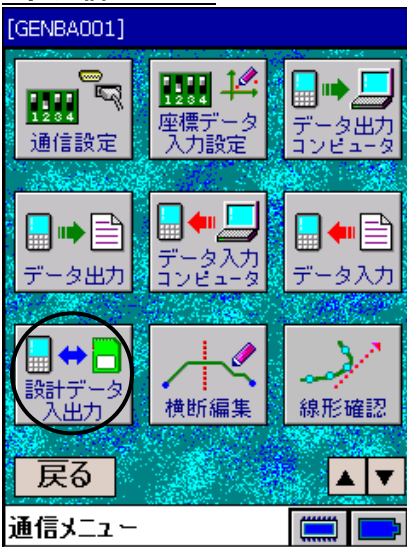 [GENBA001]
1234
通信設定
1234
座標データ
入力設定
データ出力
コンピュータ
データ出力
データ入力
コンピュータ
データ入力
設計データ
入出力
横断編集
線形確認
戻る
通信メニュー